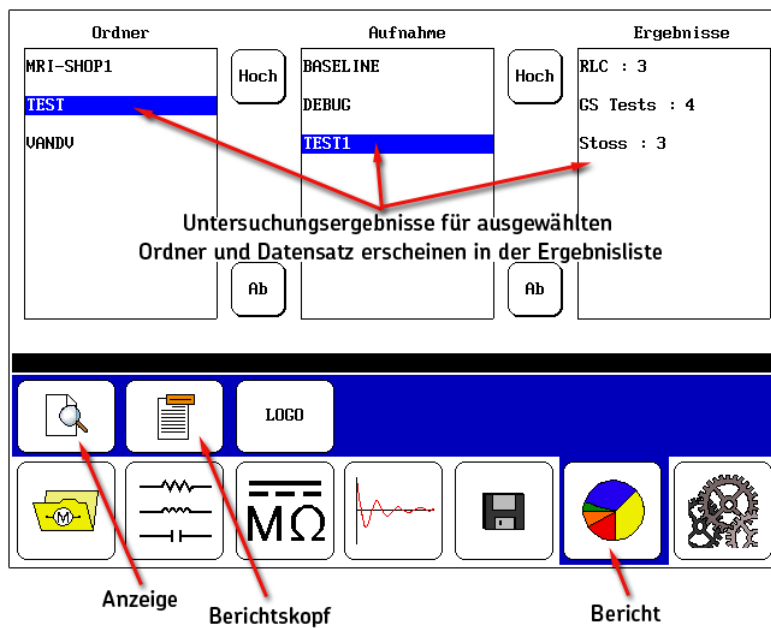 Ordner
Aufnahme
Ergebnisse
MRI-SHOP1
TEST
VANDV
Hoch
Ab
BASELINE
DEBUG
TEST1
Hoch
Ab
RLC : 3
GS Tests : 4
Stoss : 3
Untersuchungsergebnisse für ausgewählten
Ordner und Datensatz erscheinen in der Ergebnisliste
LOGO
M
MΩ
Anzeige
Berichtskopf
Bericht